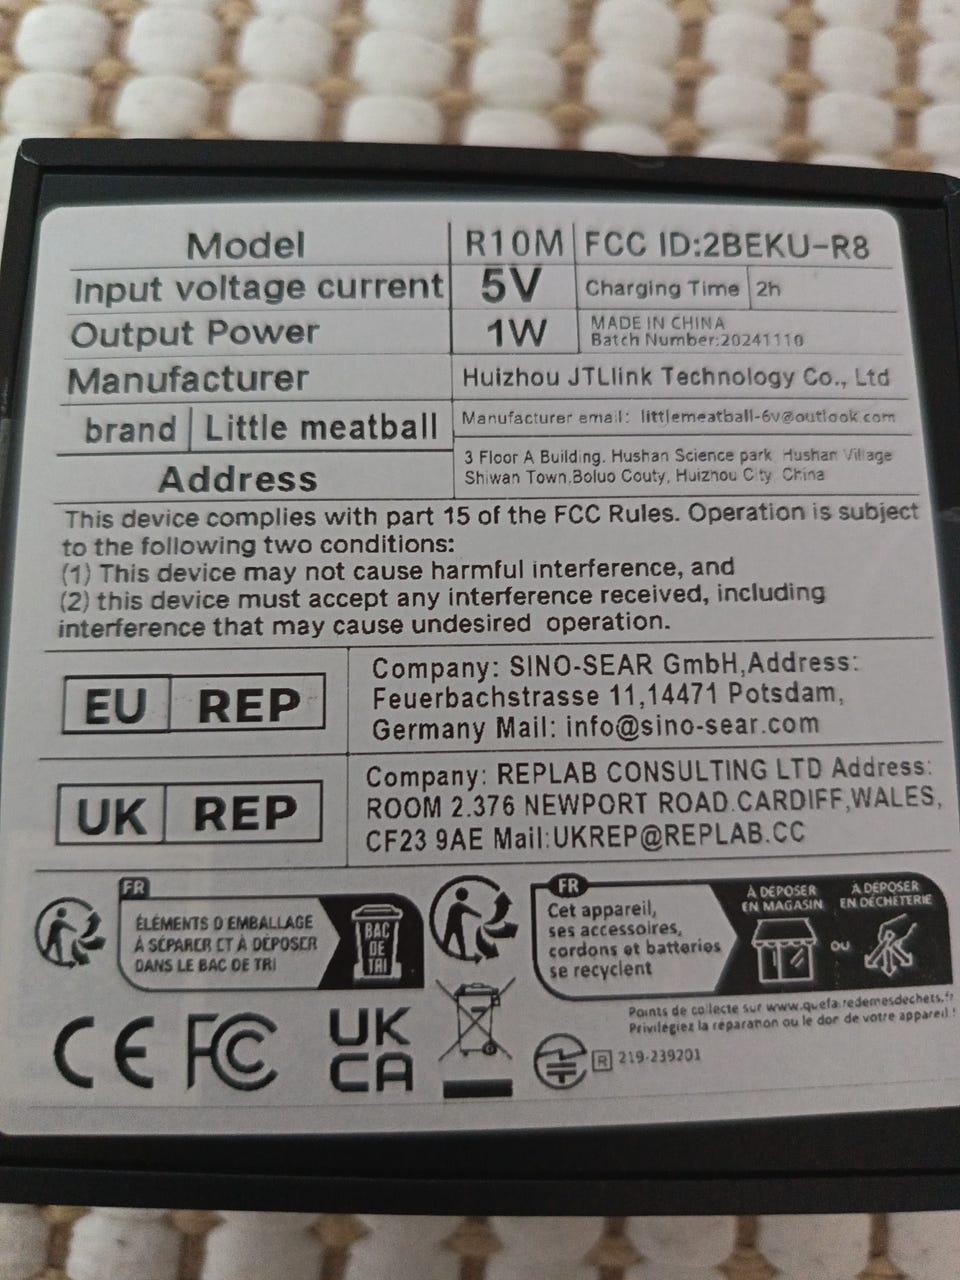 Model R10M FCC ID:2BEKU-R8
Input voltage current 5V Charging Time 2h
Output Power 1W MADE IN CHINA
Batch Number:20241110
Manufacturer Huizhou JTLlink Technology Co., Ltd
brand Little meatball Manufacturer email: littlemeatball-6v@outlook.com
Address 3 Floor A Building. Hushan Science park Hushan Village
Shiwan Town,Boluo Couty, Huizhou City China
This device complies with part 15 of the FCC Rules. Operation is subject
to the following two conditions:
(1) This device may not cause harmful interference, and
(2) this device must accept any interference received, including
interference that may cause undesired operation.
EU REP
Company: SINO-SEAR GmbH,Address:
Feuerbachstrasse 11,14471 Potsdam,
Germany Mail: info@sino-sear.com
UK REP
Company: REPLAB CONSULTING LTD Address:
ROOM 2.376 NEWPORT ROAD.CARDIFF,WALES,
CF23 9AE Mail:UKREP@REPLAB.CC
FR
ÉLÉMENTS D'EMBALLAGE
À SÉPARER ET À DÉPOSER
DANS LE BAC DE TRI
BAC
DE
TRI
FR
Cet appareil,
ses accessoires,
cordons et batteries
se recyclent
À DÉPOSER
EN MAGASIN
OU
À DÉPOSER
EN DÉCHÈTERIE
Points de collecte sur www.quefairedemesdechets.fr
Privilégiez la réparation ou le don de votre appareil !
CE FC UK
CA
R 219-239201